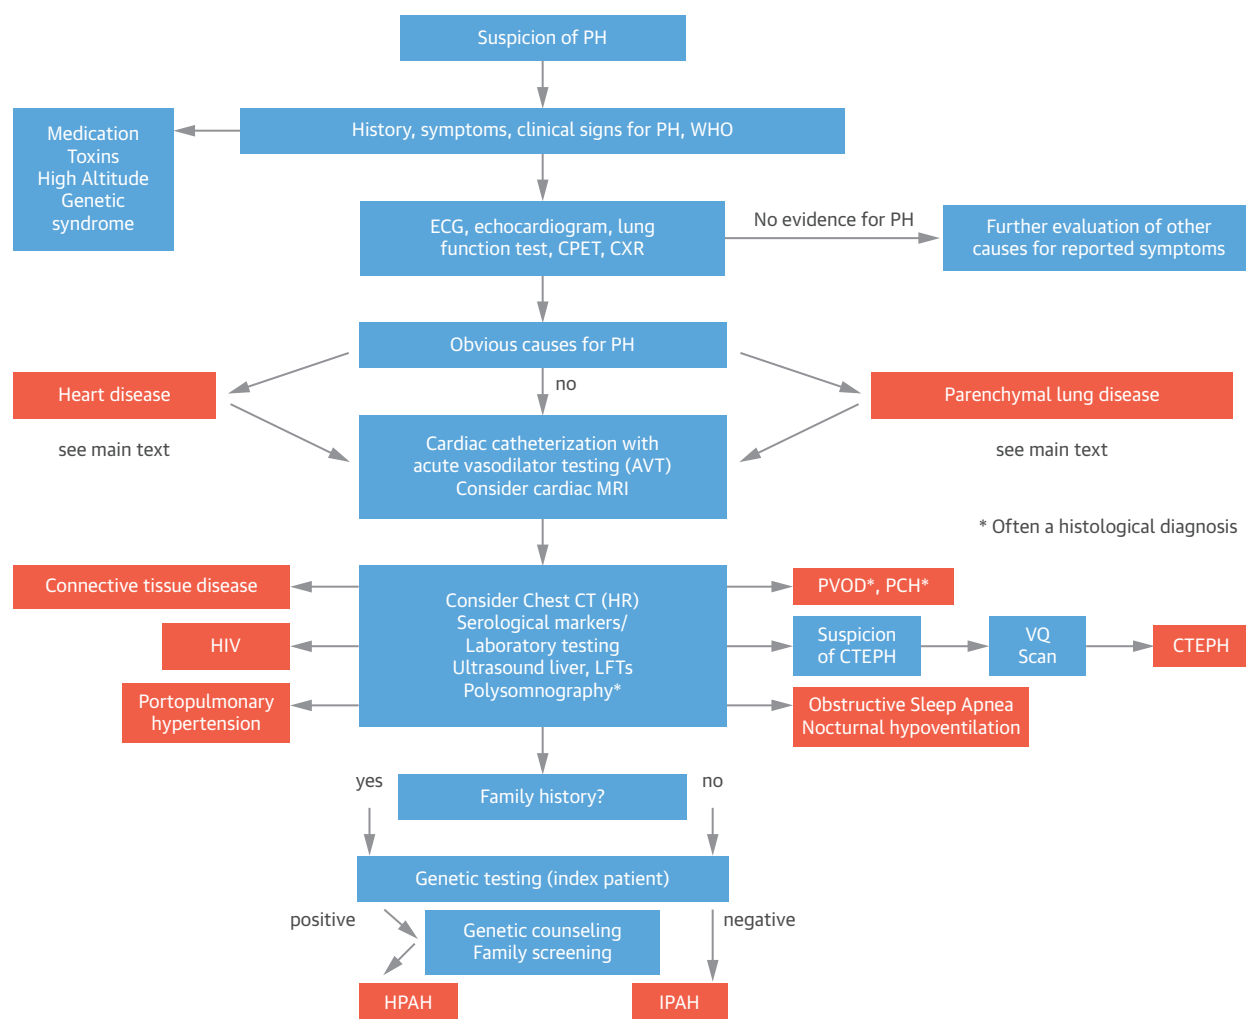 Suspicion of PH
History, symptoms, clinical signs for PH, WHO
Medication
Toxins
High Altitude
Genetic
syndrome
ECG, echocardiogram, lung
function test, CPET, CXR
No evidence for PH
Further evaluation of other
causes for reported symptoms
Obvious causes for PH
no
Heart disease
see main text
Parenchymal lung disease
see main text
Cardiac catheterization with
acute vasodilator testing (AVT)
Consider cardiac MRI
* Often a histological diagnosis
Consider Chest CT (HR)
Serological markers/
Laboratory testing
Ultrasound liver, LFTs
Polysomnography*
Connective tissue disease
HIV
Portopulmonary
hypertension
PVOD*, PCH*
Suspicion
of CTEPH
VQ
Scan
CTEPH
Obstructive Sleep Apnea
Nocturnal hypoventilation
yes
Family history?
no
Genetic testing (index patient)
positive
Genetic counseling
Family screening
negative
HPAH
IPAH